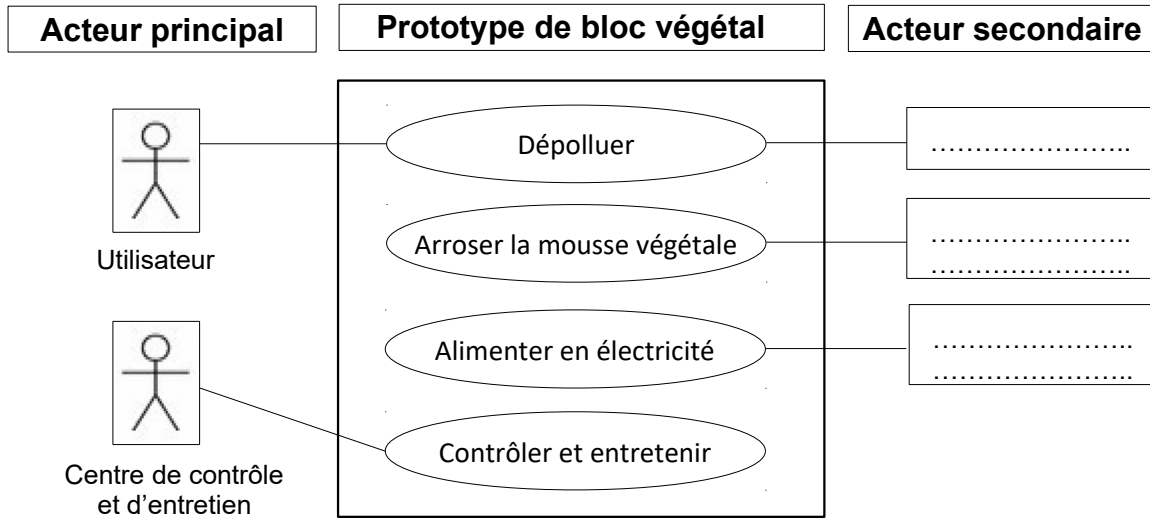 Acteur principal
Prototype de bloc végétal
Acteur secondaire
Dépolluer
……………………..
Utilisateur
Arroser la mousse végétale
……………………..
……………………..
Alimenter en électricité
……………………..
……………………..
Contrôler et entretenir
Centre de contrôle
et d’entretien